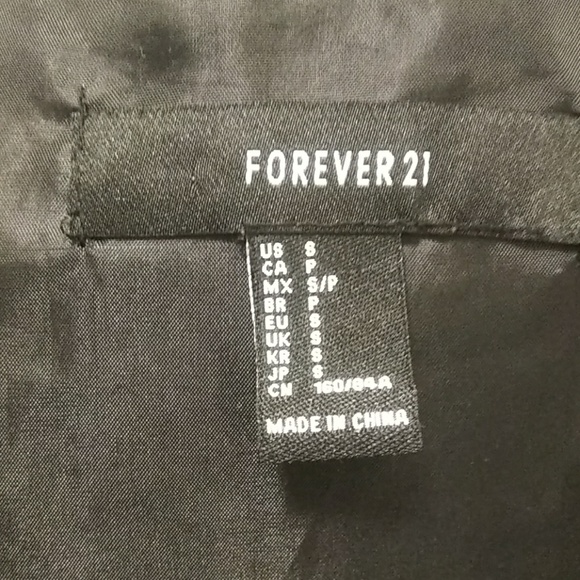 FOREVER 21
US S
CA P
MX S/P
BR P
EU S
UK S
KR S
JP S
CN 160/84A
MADE IN CHINA